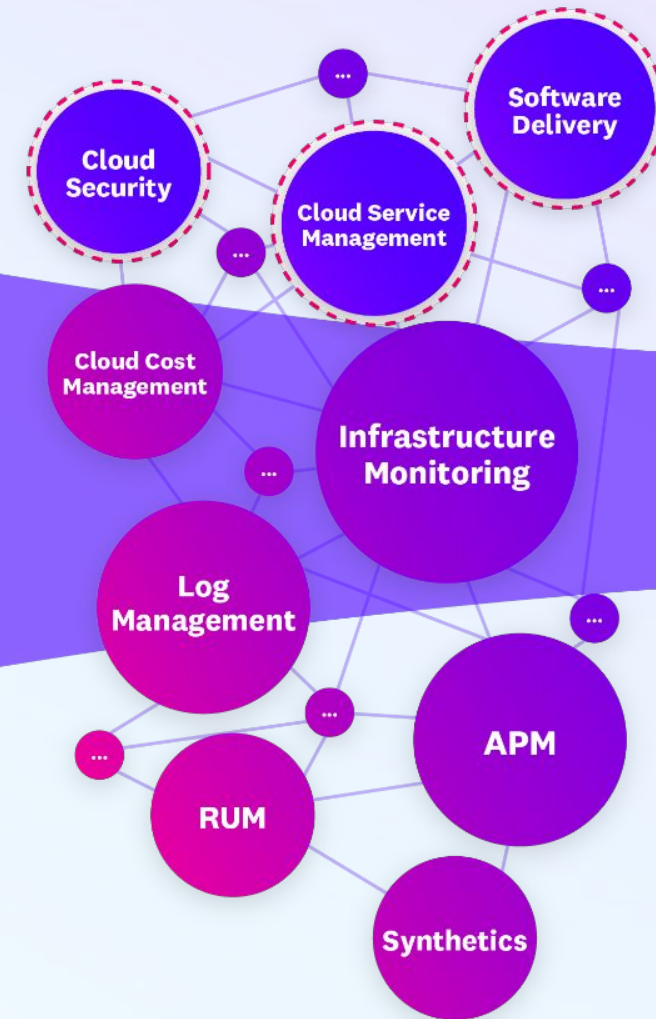 ...
Software
Delivery
Cloud
Security
Cloud Service
Management
...
...
Cloud Cost
Management
Infrastructure
Monitoring
...
Log
Management
...
...
APM
...
RUM
Synthetics